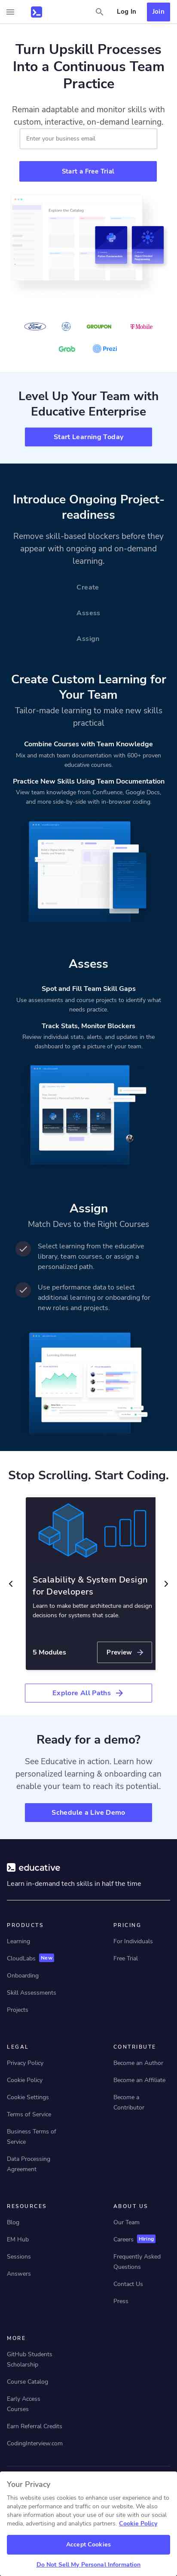 Log In
Join
Turn Upskill Processes
Into a Continuous Team
Practice
Remain adaptable and monitor skills with
custom, interactive, on-demand learning.
Enter your business email
Start a Free Trial
Explore the Catalog
Ford
GE
GROUPON
T Mobile
Grab
Prezi
Level Up Your Team with
Educative Enterprise
Start Learning Today
Introduce Ongoing Project-
readiness
Remove skill-based blockers before they
appear with ongoing and on-demand
learning.
Create
Assess
Assign
Create Custom Learning for
Your Team
Tailor-made learning to make new skills
practical
Combine Courses with Team Knowledge
Mix and match team documentation with 600+ proven
educative courses.
Practice New Skills Using Team Documentation
View team knowledge from Confluence, Google Docs,
and more side-by-side with in-browser coding.
Assess
Spot and Fill Team Skill Gaps
Use assessments and course projects to identify what
needs practice.
Track Stats, Monitor Blockers
Review individual stats, alerts, and updates in the
dashboard to get a picture of your team.
Assign
Match Devs to the Right Courses
Select learning from the educative
library, team courses, or assign a
personalized path.
Use performance data to select
additional learning or onboarding for
new roles and projects.
Stop Scrolling. Start Coding.
Scalability & System Design
for Developers
Learn to make better architecture and design
decisions for systems that scale.
5 Modules
Preview
Explore All Paths
Ready for a demo?
See Educative in action. Learn how
personalized learning & onboarding can
enable your team to reach its potential.
Schedule a Live Demo
educative
Learn in-demand tech skills in half the time
PRODUCTS
Learning
CloudLabs New
Onboarding
Skill Assessments
Projects
PRICING
For Individuals
Free Trial
LEGAL
Privacy Policy
Cookie Policy
Cookie Settings
Terms of Service
Business Terms of
Service
Data Processing
Agreement
CONTRIBUTE
Become an Author
Become an Affiliate
Become a
Contributor
RESOURCES
Blog
EM Hub
Sessions
Answers
ABOUT US
Our Team
Careers Hiring
Frequently Asked
Questions
Contact Us
Press
MORE
GitHub Students
Scholarship
Course Catalog
Early Access
Courses
Earn Referral Credits
CodingInterview.com
Your Privacy
This website uses cookies to enhance user experience and to
analyze performance and traffic on our website. We also
share information about your use of our site with our social
media, advertising and analytics partners. Cookie Policy
Accept Cookies
Do Not Sell My Personal Information